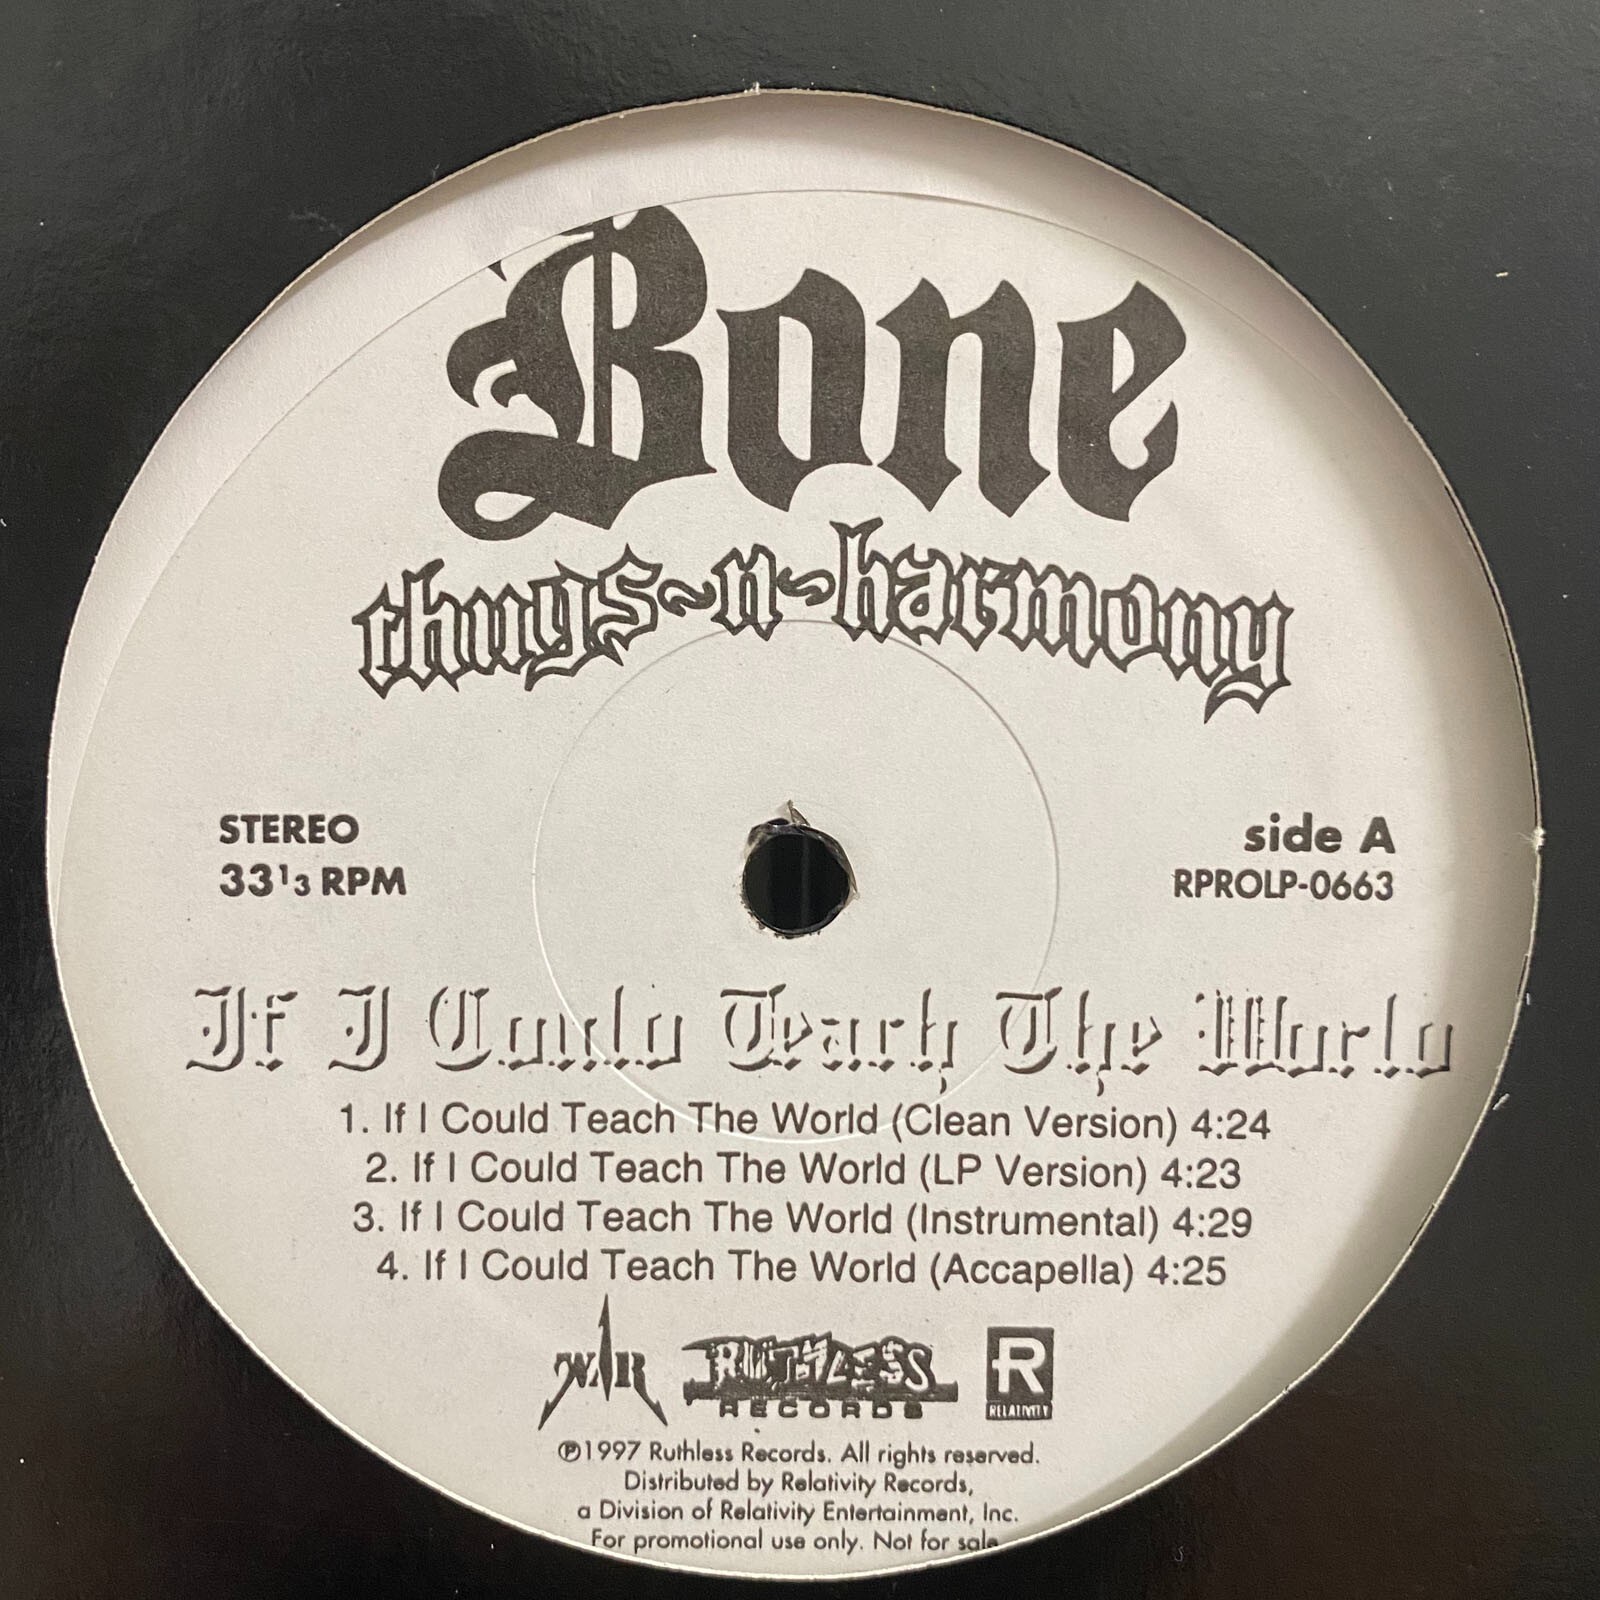 Bone
thugs~n~harmony
STEREO
33 1/3 RPM
side A
RPROLP-0663
If I Could Teach The World
1. If I Could Teach The World (Clean Version) 4:24
2. If I Could Teach The World (LP Version) 4:23
3. If I Could Teach The World (Instrumental) 4:29
4. If I Could Teach The World (Accapella) 4:25
WAR
RUTHLESS
RECORDS
R
RELATIVITY
℗1997 Ruthless Records. All rights reserved.
Distributed by Relativity Records,
a Division of Relativity Entertainment, Inc.
For promotional use only. Not for sale